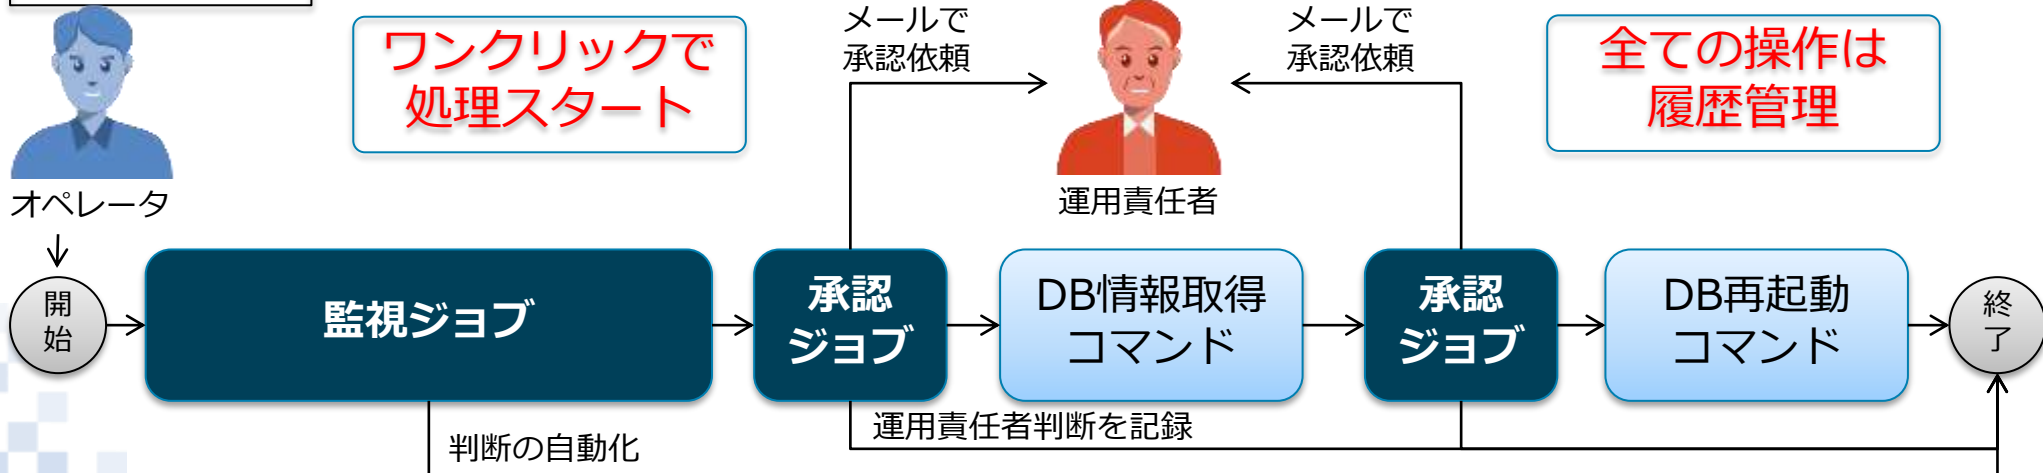 ワンクリックで
処理スタート
メールで
承認依頼
メールで
承認依頼
全ての操作は
履歴管理
オペレータ
運用責任者
開
始
監視ジョブ
承認
ジョブ
DB情報取得
コマンド
承認
ジョブ
DB再起動
コマンド
終
了
運用責任者判断を記録
判断の自動化